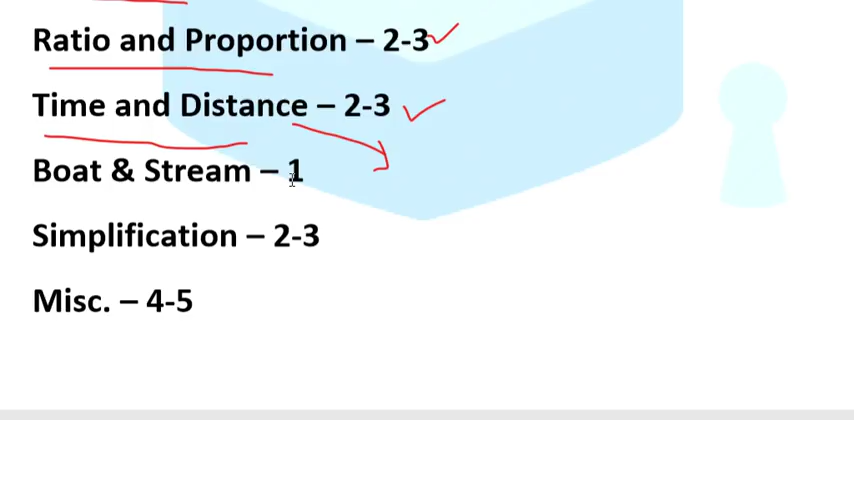 Ratio and Proportion – 2-3
Time and Distance – 2-3
Boat & Stream – 1
Simplification – 2-3
Misc. – 4-5